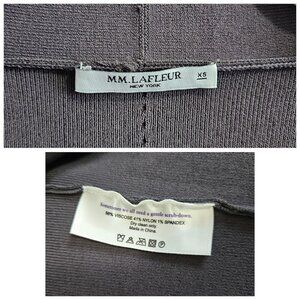 MM.LAFLEUR
XS
NEW YORK
Sometimes we all need a gentle scrub-down.
58% VISCOSE 41% NYLON 1% SPANDEX
Dry clean only
Made in China